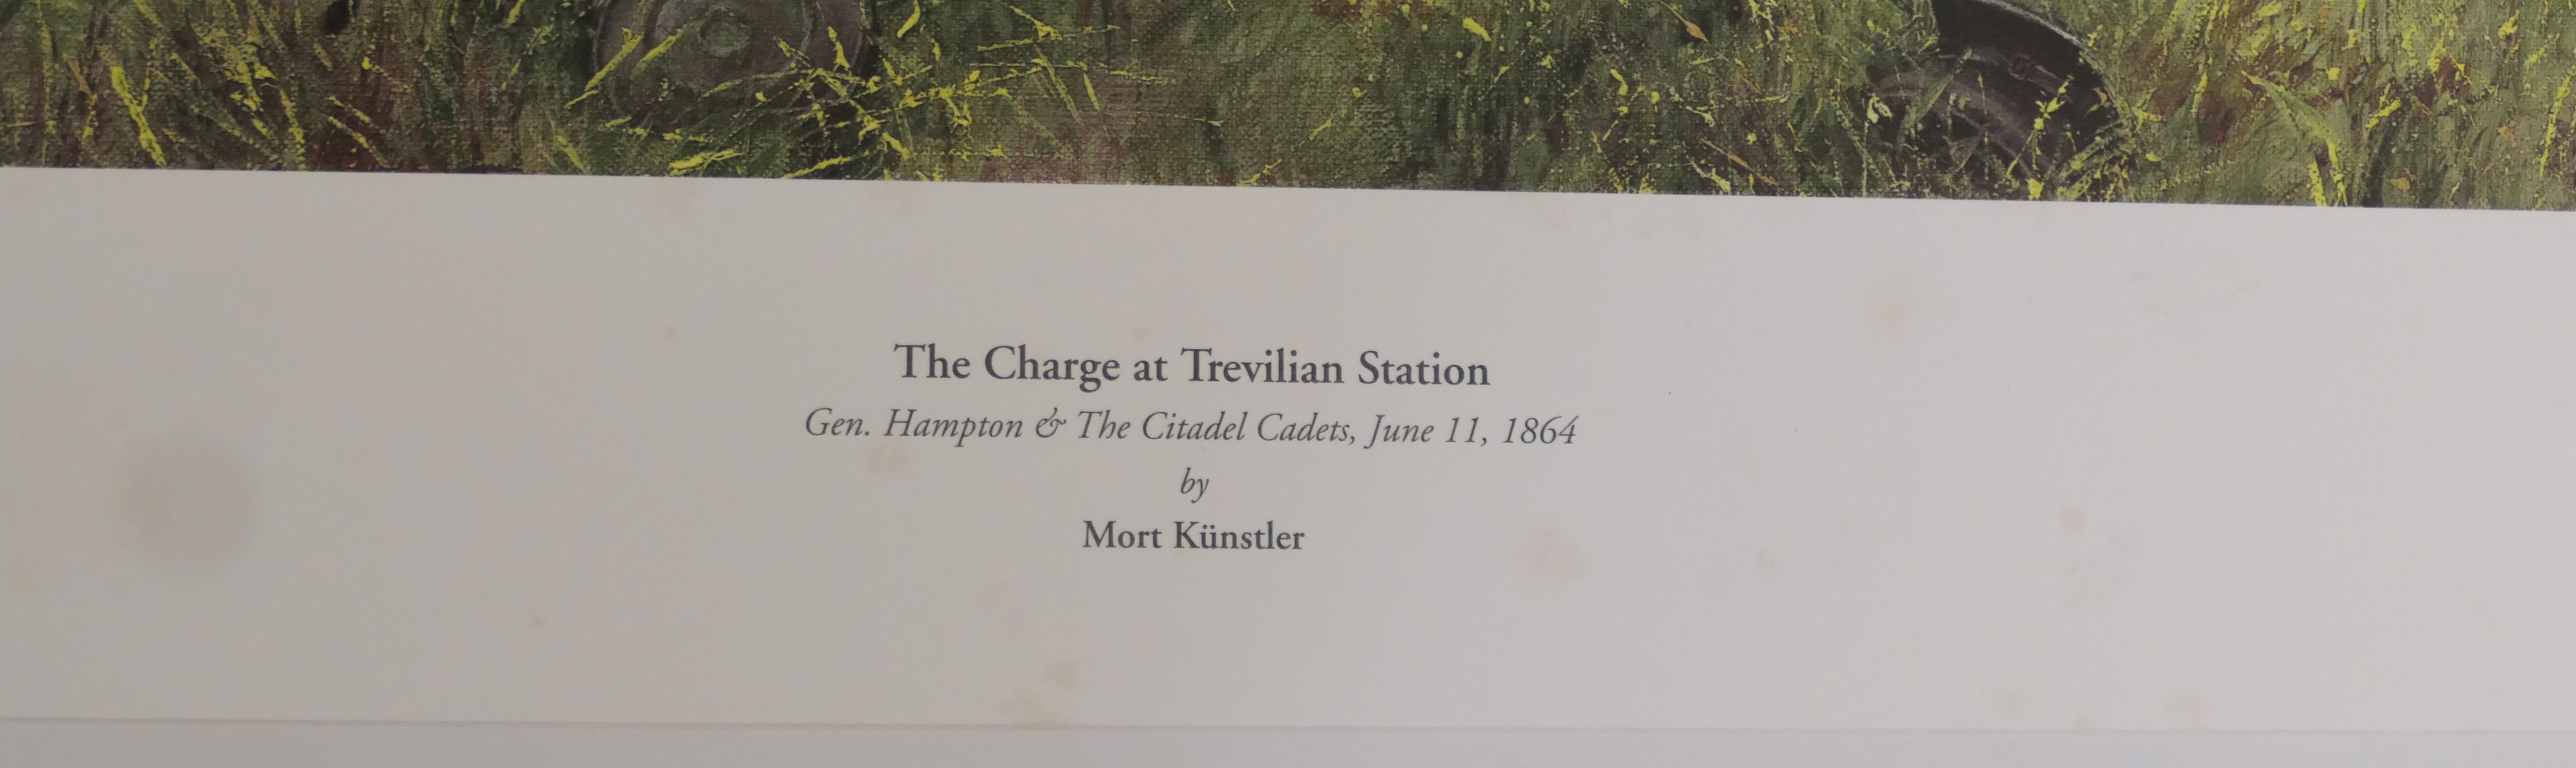 The Charge at Trevilian Station
Gen. Hampton & The Citadel Cadets, June 11, 1864
by
Mort Künstler